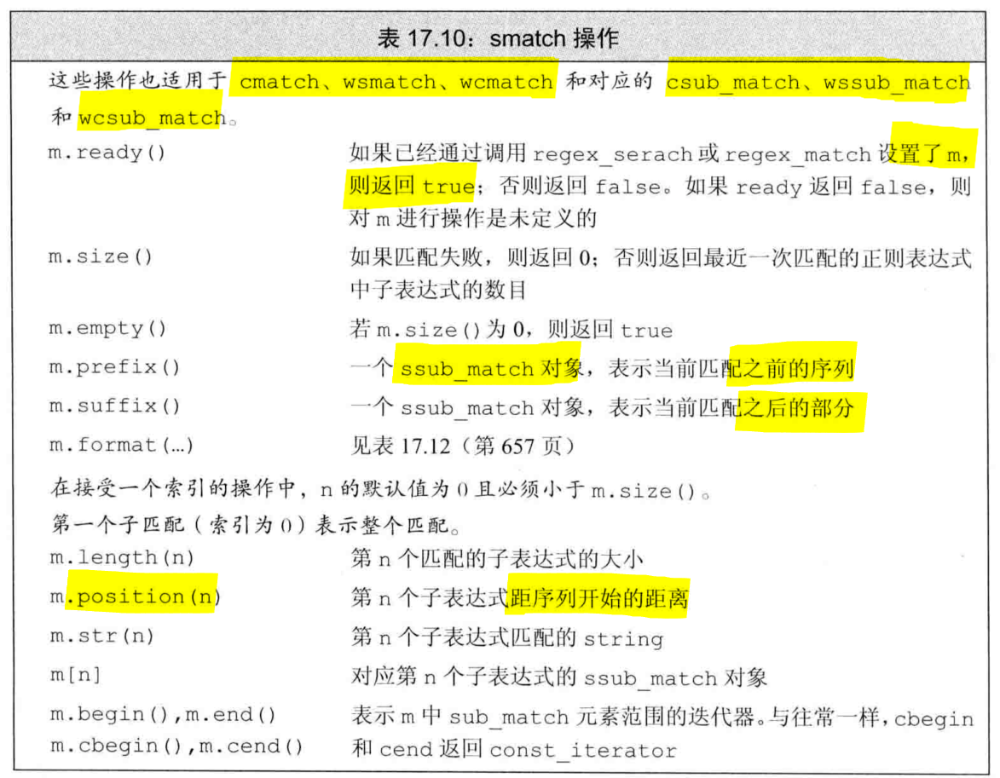 表 17.10：smatch 操作
这些操作也适用于 cmatch、wsmatch、wcmatch 和对应的 csub_match、wssub_match
和 wcsub_match。
m.ready() 如果已经通过调用 regex_serach 或 regex_match 设置了 m，
则返回 true；否则返回 false。如果 ready 返回 false，则
对 m 进行操作是未定义的
m.size() 如果匹配失败，则返回 0；否则返回最近一次匹配的正则表达式
中子表达式的数目
m.empty() 若 m.size() 为 0，则返回 true
m.prefix() 一个 ssub_match 对象，表示当前匹配之前的序列
m.suffix() 一个 ssub_match 对象，表示当前匹配之后的部分
m.format(…) 见表 17.12（第 657 页）
在接受一个索引的操作中，n 的默认值为 0 且必须小于 m.size()。
第一个子匹配（索引为 0）表示整个匹配。
m.length(n) 第 n 个匹配的子表达式的大小
m.position(n) 第 n 个子表达式距序列开始的距离
m.str(n) 第 n 个子表达式匹配的 string
m[n] 对应第 n 个子表达式的 ssub_match 对象
m.begin(),m.end() 表示 m 中 sub_match 元素范围的迭代器。与往常一样，cbegin
m.cbegin(),m.cend() 和 cend 返回 const_iterator